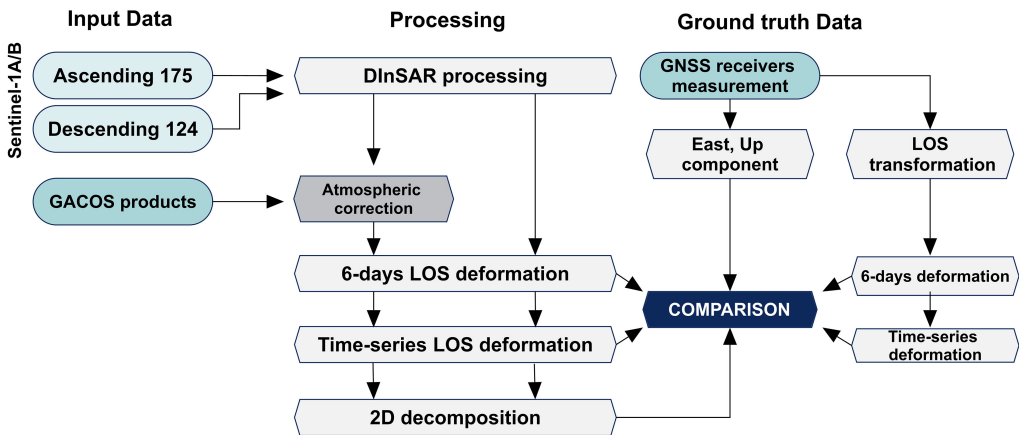 Input Data
Processing
Ground truth Data
Sentinel-1A/B
Ascending 175
Descending 124
GACOS products
DInSAR processing
Atmospheric
correction
6-days LOS deformation
Time-series LOS deformation
2D decomposition
GNSS receivers
measurement
East, Up
component
LOS
transformation
COMPARISON
6-days deformation
Time-series
deformation